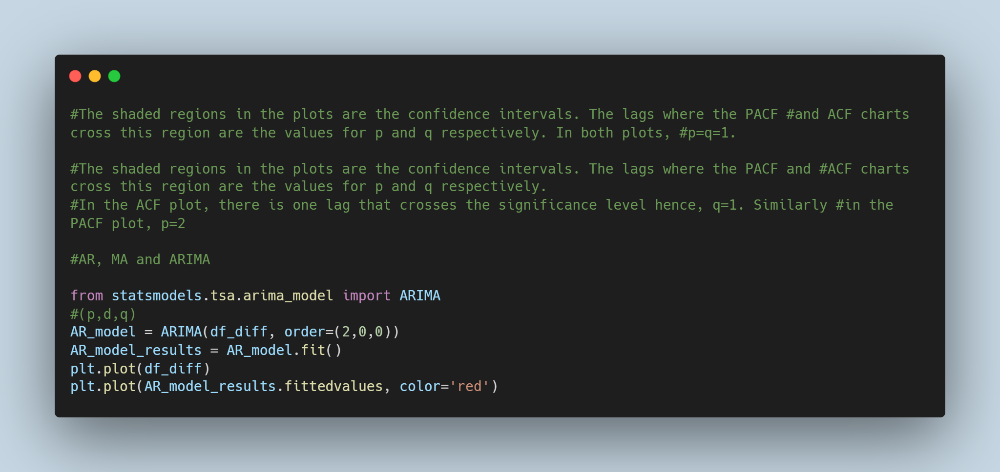 #The shaded regions in the plots are the confidence intervals. The lags where the PACF #and ACF charts
cross this region are the values for p and q respectively. In both plots, #p=q=1.
#The shaded regions in the plots are the confidence intervals. The lags where the PACF and #ACF charts
cross this region are the values for p and q respectively.
#In the ACF plot, there is one lag that crosses the significance level hence, q=1. Similarly #in the
PACF plot, p=2
#AR, MA and ARIMA
from statsmodels.tsa.arima_model import ARIMA
#(p,d,q)
AR_model = ARIMA(df_diff, order=(2,0,0))
AR_model_results = AR_model.fit()
plt.plot(df_diff)
plt.plot(AR_model_results.fittedvalues, color='red')